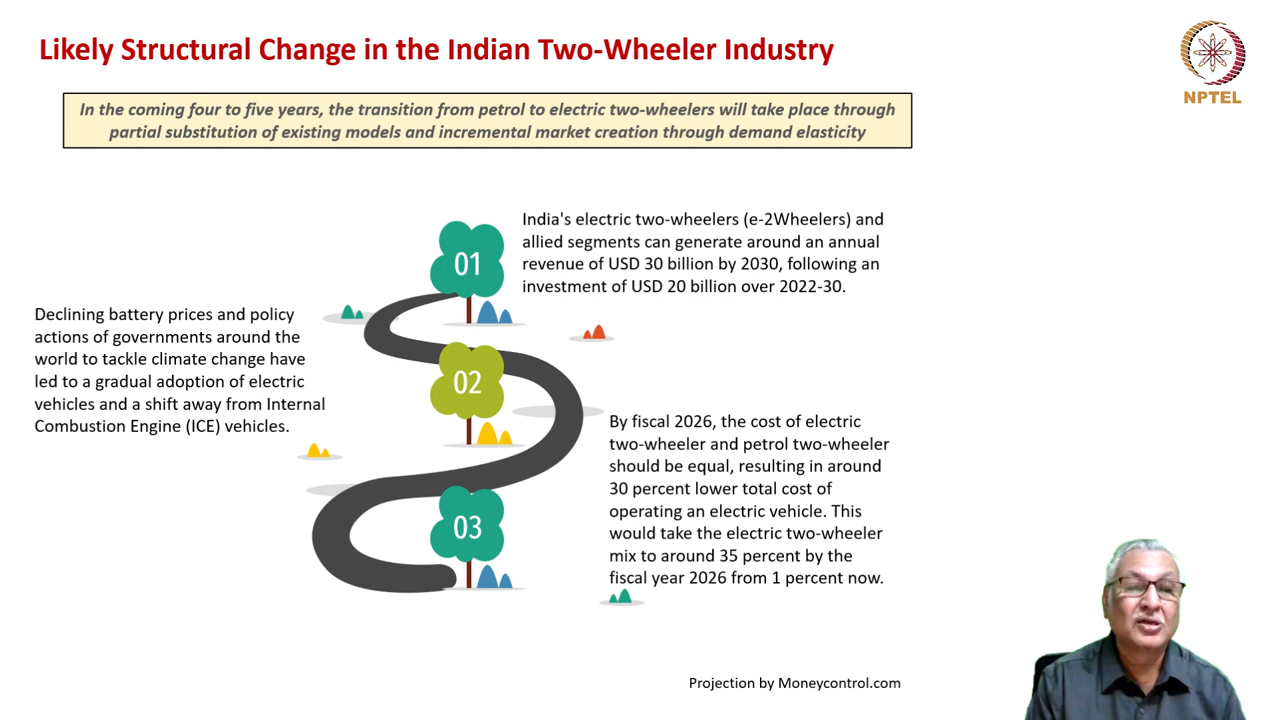 Likely Structural Change in the Indian Two-Wheeler Industry
NPTEL
In the coming four to five years, the transition from petrol to electric two-wheelers will take place through
partial substitution of existing models and incremental market creation through demand elasticity
01
India's electric two-wheelers (e-2Wheelers) and
allied segments can generate around an annual
revenue of USD 30 billion by 2030, following an
investment of USD 20 billion over 2022-30.
Declining battery prices and policy
actions of governments around the
world to tackle climate change have
led to a gradual adoption of electric
vehicles and a shift away from Internal
Combustion Engine (ICE) vehicles.
02
By fiscal 2026, the cost of electric
two-wheeler and petrol two-wheeler
should be equal, resulting in around
30 percent lower total cost of
operating an electric vehicle. This
would take the electric two-wheeler
mix to around 35 percent by the
fiscal year 2026 from 1 percent now.
03
Projection by Moneycontrol.com